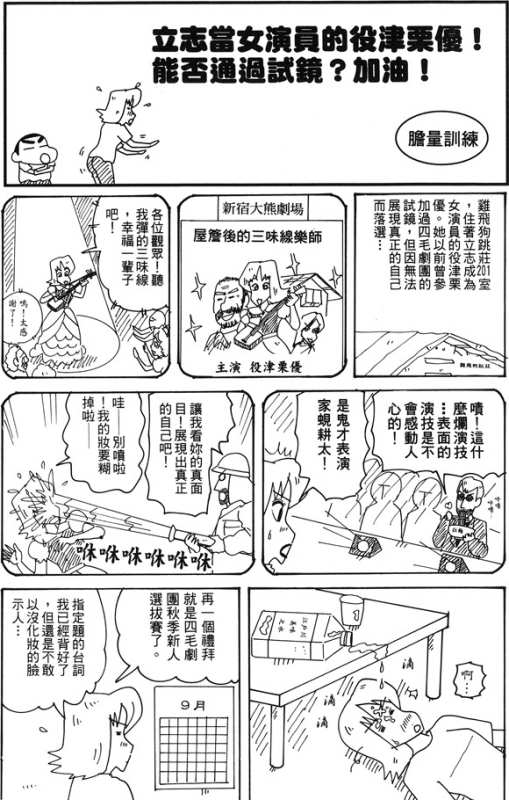 立志當女演員的役津栗優！
能否通過試鏡？加油！
膽量訓練
雞飛狗跳莊201室
，住著立志成為
女演員的役津栗
優。她以前曾參
加過四毛劇團的
試鏡，但因無法
展現真正的自己
而落選…
新宿大熊劇場
屋簷後的三味線樂師
主演 役津栗優
各位觀眾！聽
我彈的三味線
，幸福一輩子
吧！
嗚！太感
謝了！
嘖！這什
麼爛演技
…表面的
演技是不
會感動人
心的！
是鬼才表演
家蜆耕太！
讓我看妳的真面
目！展現出真正
的自己吧！
哇──別噴啦
！我的妝要糊
掉啦──
咻咻咻咻咻咻
啊…
滴
滴
滴
滴
再一個禮拜
就是四毛劇
團秋季新人
選拔賽了。
9月
指定題的台詞
我已經背好了
，但還是不敢
以沒化妝的臉
示人…